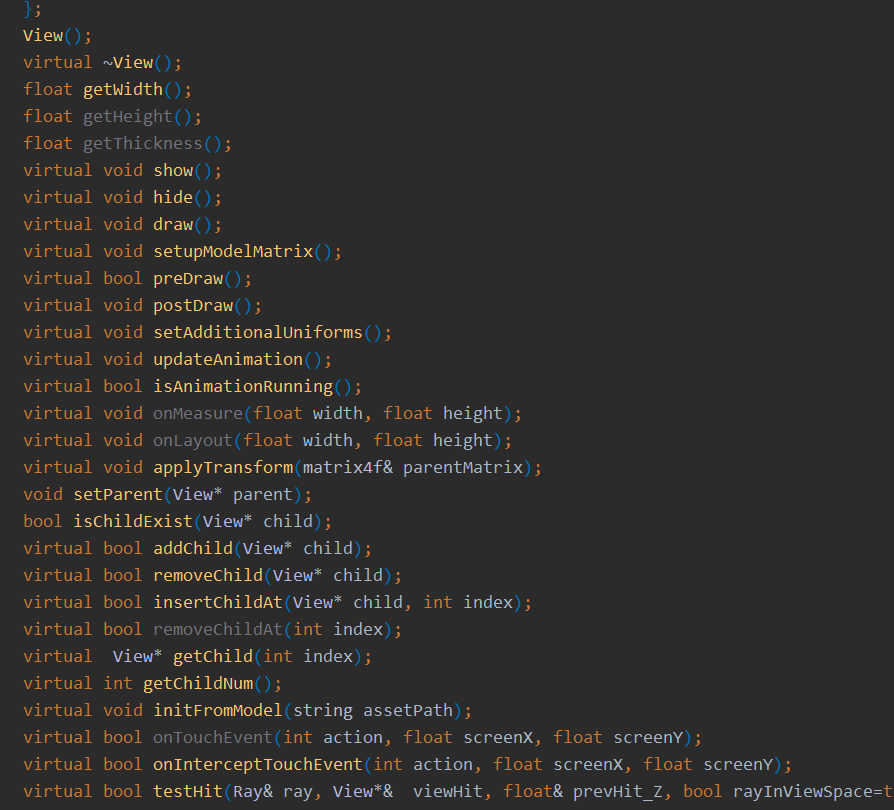 };
View();
virtual ~View();
float getWidth();
float getHeight();
float getThickness();
virtual void show();
virtual void hide();
virtual void draw();
virtual void setupModelMatrix();
virtual bool preDraw();
virtual void postDraw();
virtual void setAdditionalUniforms();
virtual void updateAnimation();
virtual bool isAnimationRunning();
virtual void onMeasure(float width, float height);
virtual void onLayout(float width, float height);
virtual void applyTransform(matrix4f& parentMatrix);
void setParent(View* parent);
bool isChildExist(View* child);
virtual bool addChild(View* child);
virtual bool removeChild(View* child);
virtual bool insertChildAt(View* child, int index);
virtual bool removeChildAt(int index);
virtual  View* getChild(int index);
virtual int getChildNum();
virtual void initFromModel(string assetPath);
virtual bool onTouchEvent(int action, float screenX, float screenY);
virtual bool onInterceptTouchEvent(int action, float screenX, float screenY);
virtual bool testHit(Ray& ray, View*&  viewHit, float& prevHit_Z, bool rayInViewSpace=t